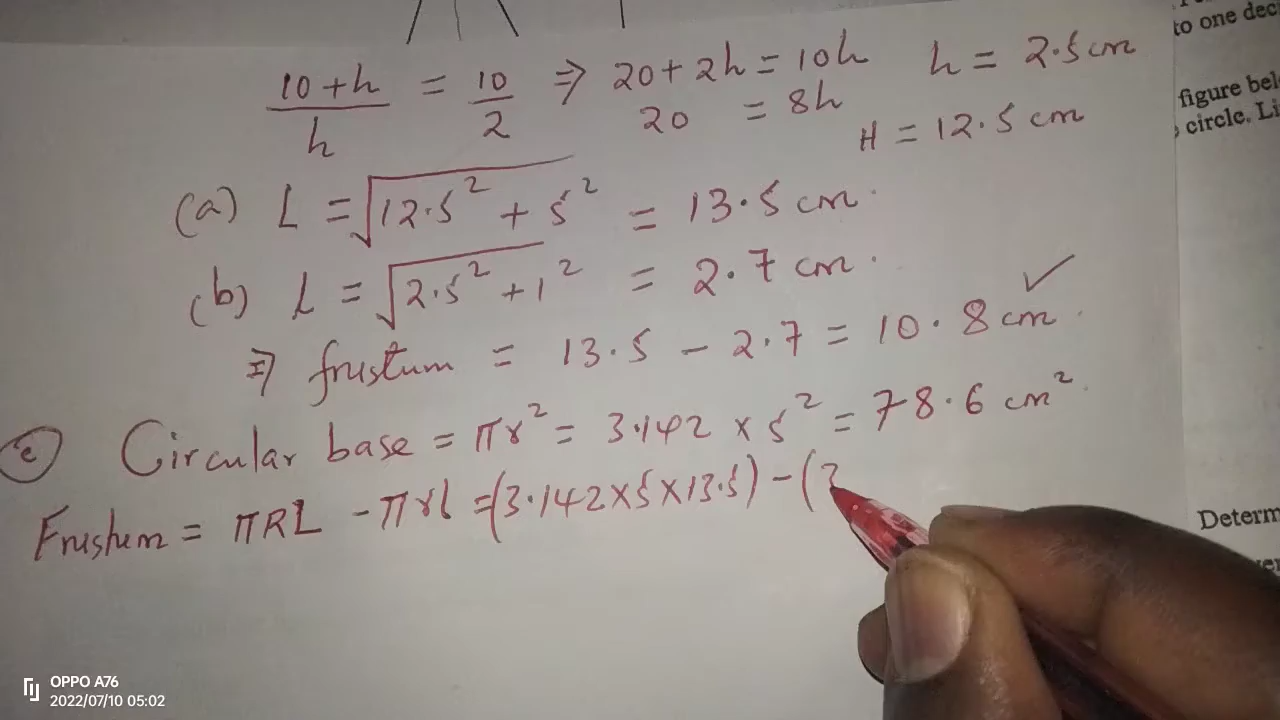 10 + h / h = 10 / 2 ⇒ 20 + 2h = 10h h = 2.5 cm
20 = 8h H = 12.5 cm
(a) L = √12.5² + 5² = 13.5 cm.
(b) L = √2.5² + 1² = 2.7 cm.
⇒ frustum = 13.5 - 2.7 = 10.8 cm. ✓
(c) Circular base = πr² = 3.142 × 5² = 78.6 cm².
Frustum = πRL - πrl = (3.142 × 5 × 13.5) - (3
to one dec
figure bel
circle. Li
Determ
OPPO A76
2022/07/10 05:02